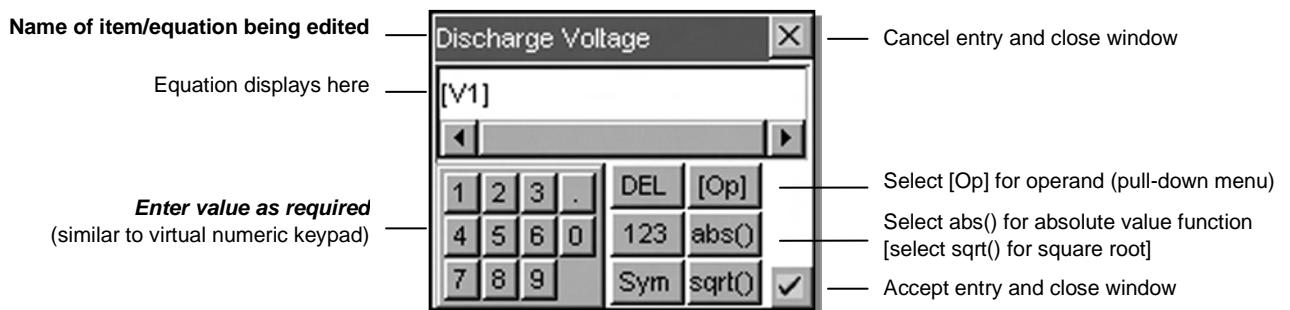 Name of item/equation being edited
Discharge Voltage
Cancel entry and close window
Equation displays here
[V1]
1 2 3 . DEL [Op]
Select [Op] for operand (pull-down menu)
Enter value as required
(similar to virtual numeric keypad)
4 5 6 0 123 abs()
Select abs() for absolute value function
[select sqrt() for square root]
7 8 9 Sym sqrt()
Accept entry and close window